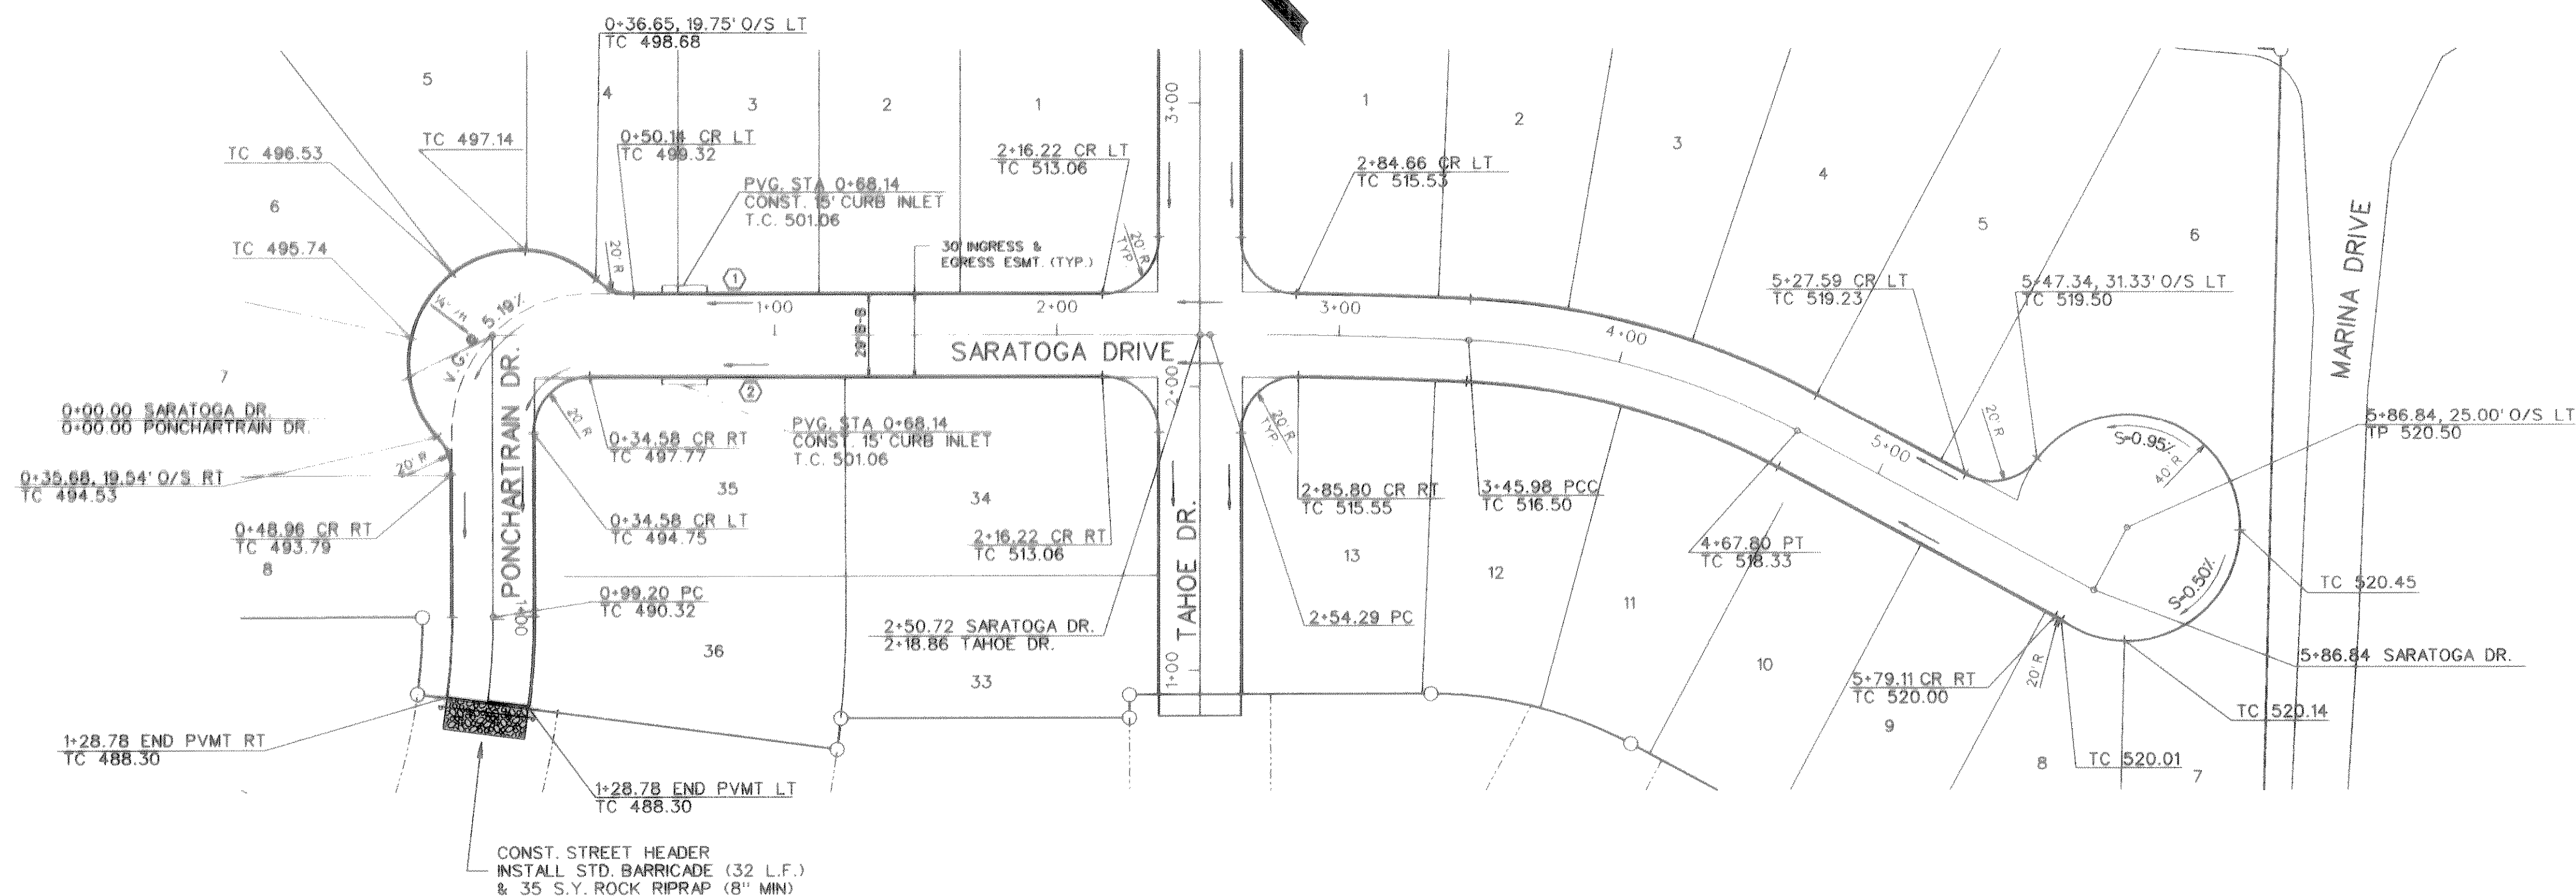 0+36.65, 19.75' O/S LT
TC 498.68
5
4
3
2
1
3+00
1
2
3
4
5
6
TC 497.14
TC 496.53
6
TC 495.74
7
0+50.14 CR LT
TC 499.32
PVG. STA 0+68.14
CONST. 15' CURB INLET
T.C. 501.06
2+16.22 CR LT
TC 513.06
20' R
TYP.
30' INGRESS &
EGRESS ESMT. (TYP.)
2+84.66 CR LT
TC 515.53
5+27.59 CR LT
TC 519.23
5+47.34, 31.33' O/S LT
TC 519.50
MARINA DRIVE
20' R
1
1+00
2+00
3+00
4+00
5+00
5.19%
V.G.
29' B-B
SARATOGA DRIVE
2+00
0+00.00 SARATOGA DR.
0+00.00 PONCHARTRAIN DR.
PONCHARTRAIN DR.
2
20' R
PVG. STA 0+68.14
CONST. 15' CURB INLET
T.C. 501.06
0+34.58 CR RT
TC 497.77
35
34
0+35.68, 19.54' O/S RT
TC 494.53
20' R
0+48.96 CR RT
TC 493.79
8
0+34.58 CR LT
TC 494.75
2+16.22 CR RT
TC 513.06
TAHOE DR.
20' R
TYP.
2+85.80 CR RT
TC 515.55
3+45.98 PCC
TC 516.50
20' R
S=0.95%
40' R
5+86.84, 25.00' O/S LT
TP 520.50
13
12
11
10
4+67.80 PT
TC 518.33
S=0.50%
TC 520.45
0+99.20 PC
TC 490.32
1+00
36
2+50.72 SARATOGA DR.
2+18.86 TAHOE DR.
33
1+00
2+54.29 PC
5+86.84 SARATOGA DR.
5+79.11 CR RT
TC 520.00
20' R
9
TC 520.14
8
TC 520.01
7
1+28.78 END PVMT RT
TC 488.30
1+28.78 END PVMT LT
TC 488.30
CONST. STREET HEADER
INSTALL STD. BARRICADE (32 L.F.)
& 35 S.Y. ROCK RIPRAP (8" MIN)